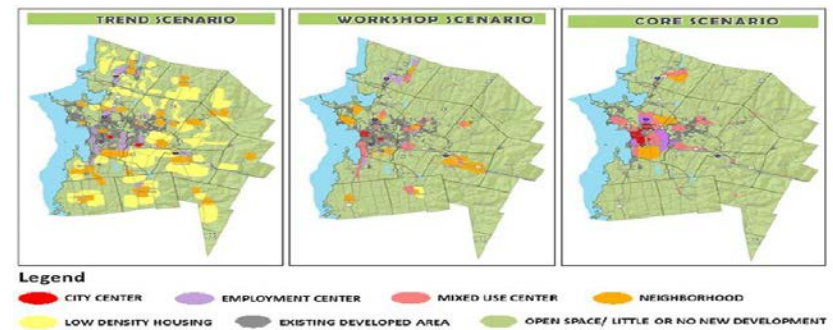 TREND SCENARIO
WORKSHOP SCENARIO
CORE SCENARIO
Legend
CITY CENTER
EMPLOYMENT CENTER
MIXED USE CENTER
NEIGHBORHOOD
LOW DENSITY HOUSING
EXISTING DEVELOPED AREA
OPEN SPACE/ LITTLE OR NO NEW DEVELOPMENT